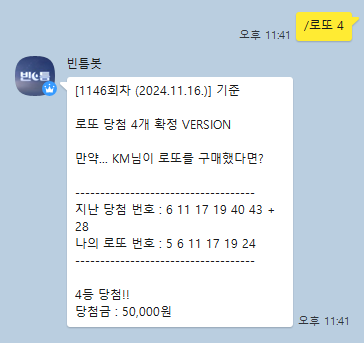 /로또 4
오후 11:41
빈틈
빈틈봇
[1146회차 (2024.11.16.)] 기준
로또 당첨 4개 확정 VERSION
만약... KM님이 로또를 구매했다면?
-----------------------------------
지난 당첨 번호 : 6 11 17 19 40 43 +
28
나의 로또 번호 : 5 6 11 17 19 24
-----------------------------------
4등 당첨!!
당첨금 : 50,000원
오후 11:41